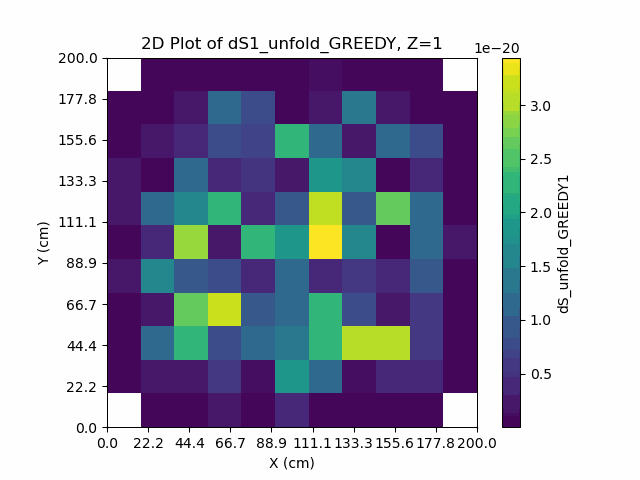 2D Plot of dS1_unfold_GREEDY, Z=1
1e−20
200.0
177.8
155.6
133.3
111.1
88.9
66.7
44.4
22.2
0.0
Y (cm)
0.0 22.2 44.4 66.7 88.9 111.1 133.3 155.6 177.8 200.0
X (cm)
3.0
2.5
2.0
1.5
1.0
0.5
dS_unfold_GREEDY1